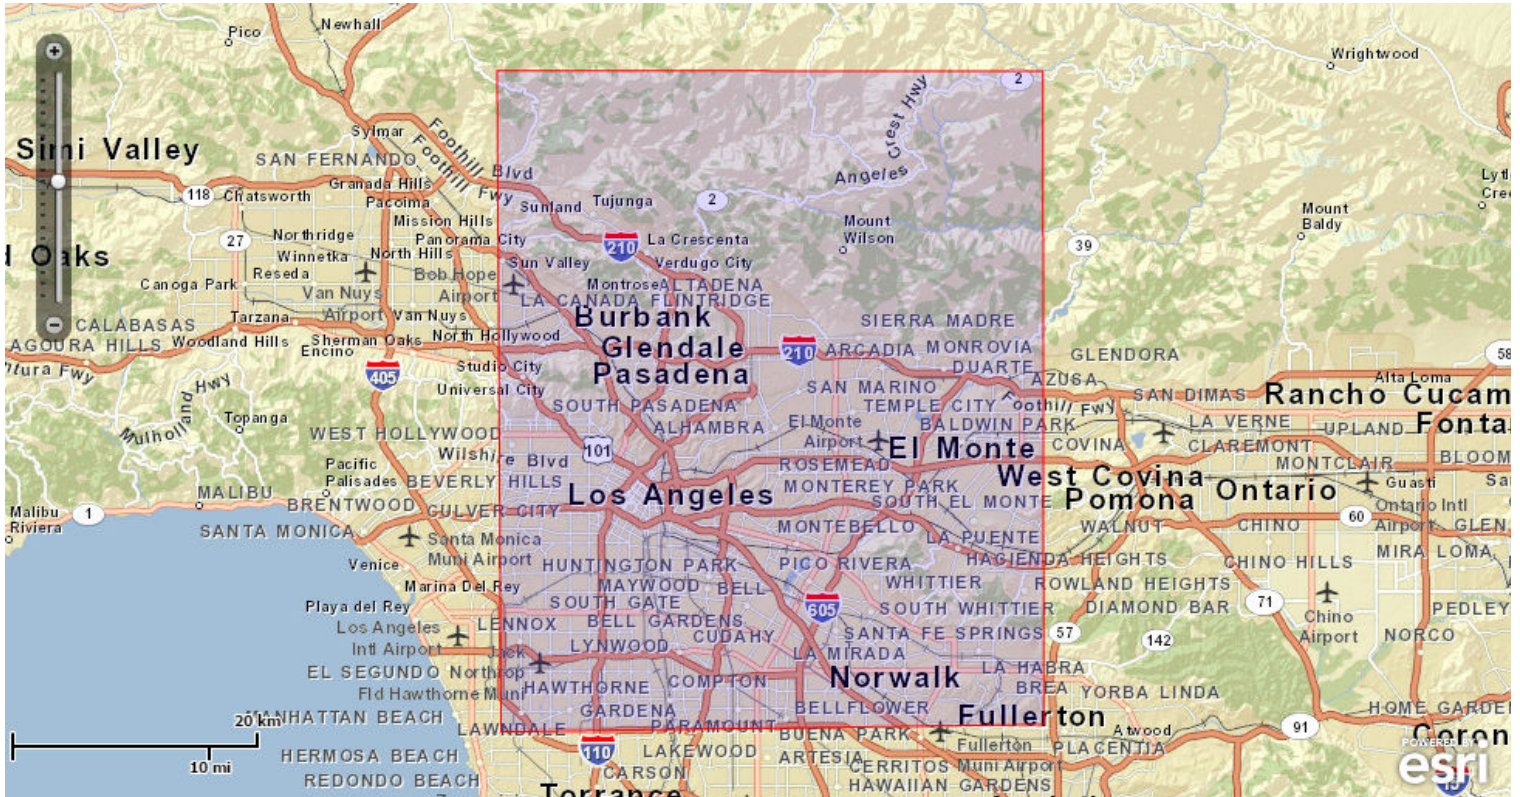 Pico
Newhall
Wrightwood
2
Angeles Crest Hwy
Sylmar
Foothill Blvd
Foothill Fwy
Simi Valley
SAN FERNANDO
118
Chatsworth
Granada Hills
Pacoima
Sunland
Tujunga
2
Mission Hills
Mount
Wilson
Mount
Baldy
27
Northridge
Panorama City
210
La Crescenta
39
Oaks
Winnetka
North Hills
Sun Valley
Verdugo City
Reseda
Bob Hope
Airport
Canoga Park
Van Nuys
Airport
Montrose
ALTADENA
LA CANADA FLINTRIDGE
CALABASAS
Tarzana
Van Nuys
Burbank
SIERRA MADRE
AGOURA HILLS
Woodland Hills
Sherman Oaks
North Hollywood
Encino
Glendale
210
ARCADIA
MONROVIA
GLENDORA
58
ntura Fwy
405
Studio City
Pasadena
DUARTE
AZUSA
Alta Loma
Universal City
SAN MARINO
SAN DIMAS
Rancho Cucam
Mulholland Hwy
Topanga
SOUTH PASADENA
TEMPLE CITY
Foothill Fwy
WEST HOLLYWOOD
ALHAMBRA
El Monte
Airport
BALDWIN PARK
LA VERNE
UPLAND
Fonta
Wilshire Blvd
101
El Monte
COVINA
CLAREMONT
Pacific
Palisades
BEVERLY HILLS
ROSEMEAD
MONTCLAIR
BLOOM
MALIBU
Los Angeles
MONTEREY PARK
West Covina
Guasti
BRENTWOOD
SOUTH EL MONTE
Pomona
Ontario
Malibu
Riviera
1
CULVER CITY
Ontario Intl
Airport
60
SANTA MONICA
Santa Monica
Muni Airport
MONTEBELLO
WALNUT
CHINO
GLEN
LA PUENTE
MIRA LOMA
Venice
HUNTINGTON PARK
PICO RIVERA
HACIENDA HEIGHTS
CHINO HILLS
Marina Del Rey
MAYWOOD
BELL
WHITTIER
ROWLAND HEIGHTS
Playa del Rey
SOUTH GATE
605
SOUTH WHITTIER
DIAMOND BAR
71
PEDLEY
Los Angeles
Intl Airport
LENNOX
BELL GARDENS
CUDAHY
SANTA FE SPRINGS
57
142
Chino
Airport
NORCO
LYNWOOD
LA MIRADA
EL SEGUNDO
Jack
Northrop
Fld Hawthorne Muni
LA HABRA
HAWTHORNE
COMPTON
Norwalk
BREA
YORBA LINDA
GARDENA
BELLFLOWER
HOME GARDE
20 km
MANHATTAN BEACH
Fullerton
LAWNDALE
PARAMOUNT
BUENA PARK
Atwood
91
Coron
10 mi
HERMOSA BEACH
110
LAKEWOOD
ARTESIA
Fullerton
Muni Airport
PLACENTIA
POWERED BY
esri
REDONDO BEACH
CARSON
CERRITOS
HAWAIIAN GARDENS
15
Torrance